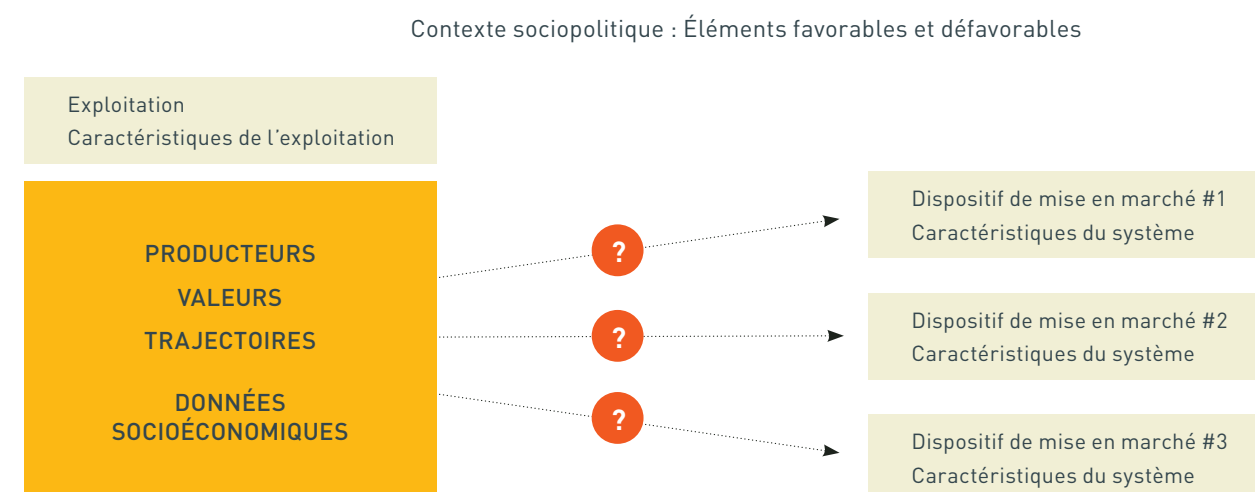 Contexte sociopolitique : Éléments favorables et défavorables
Exploitation
Caractéristiques de l'exploitation
PRODUCTEURS
VALEURS
TRAJECTOIRES
DONNÉES
SOCIOÉCONOMIQUES
?
?
?
Dispositif de mise en marché #1
Caractéristiques du système
Dispositif de mise en marché #2
Caractéristiques du système
Dispositif de mise en marché #3
Caractéristiques du système